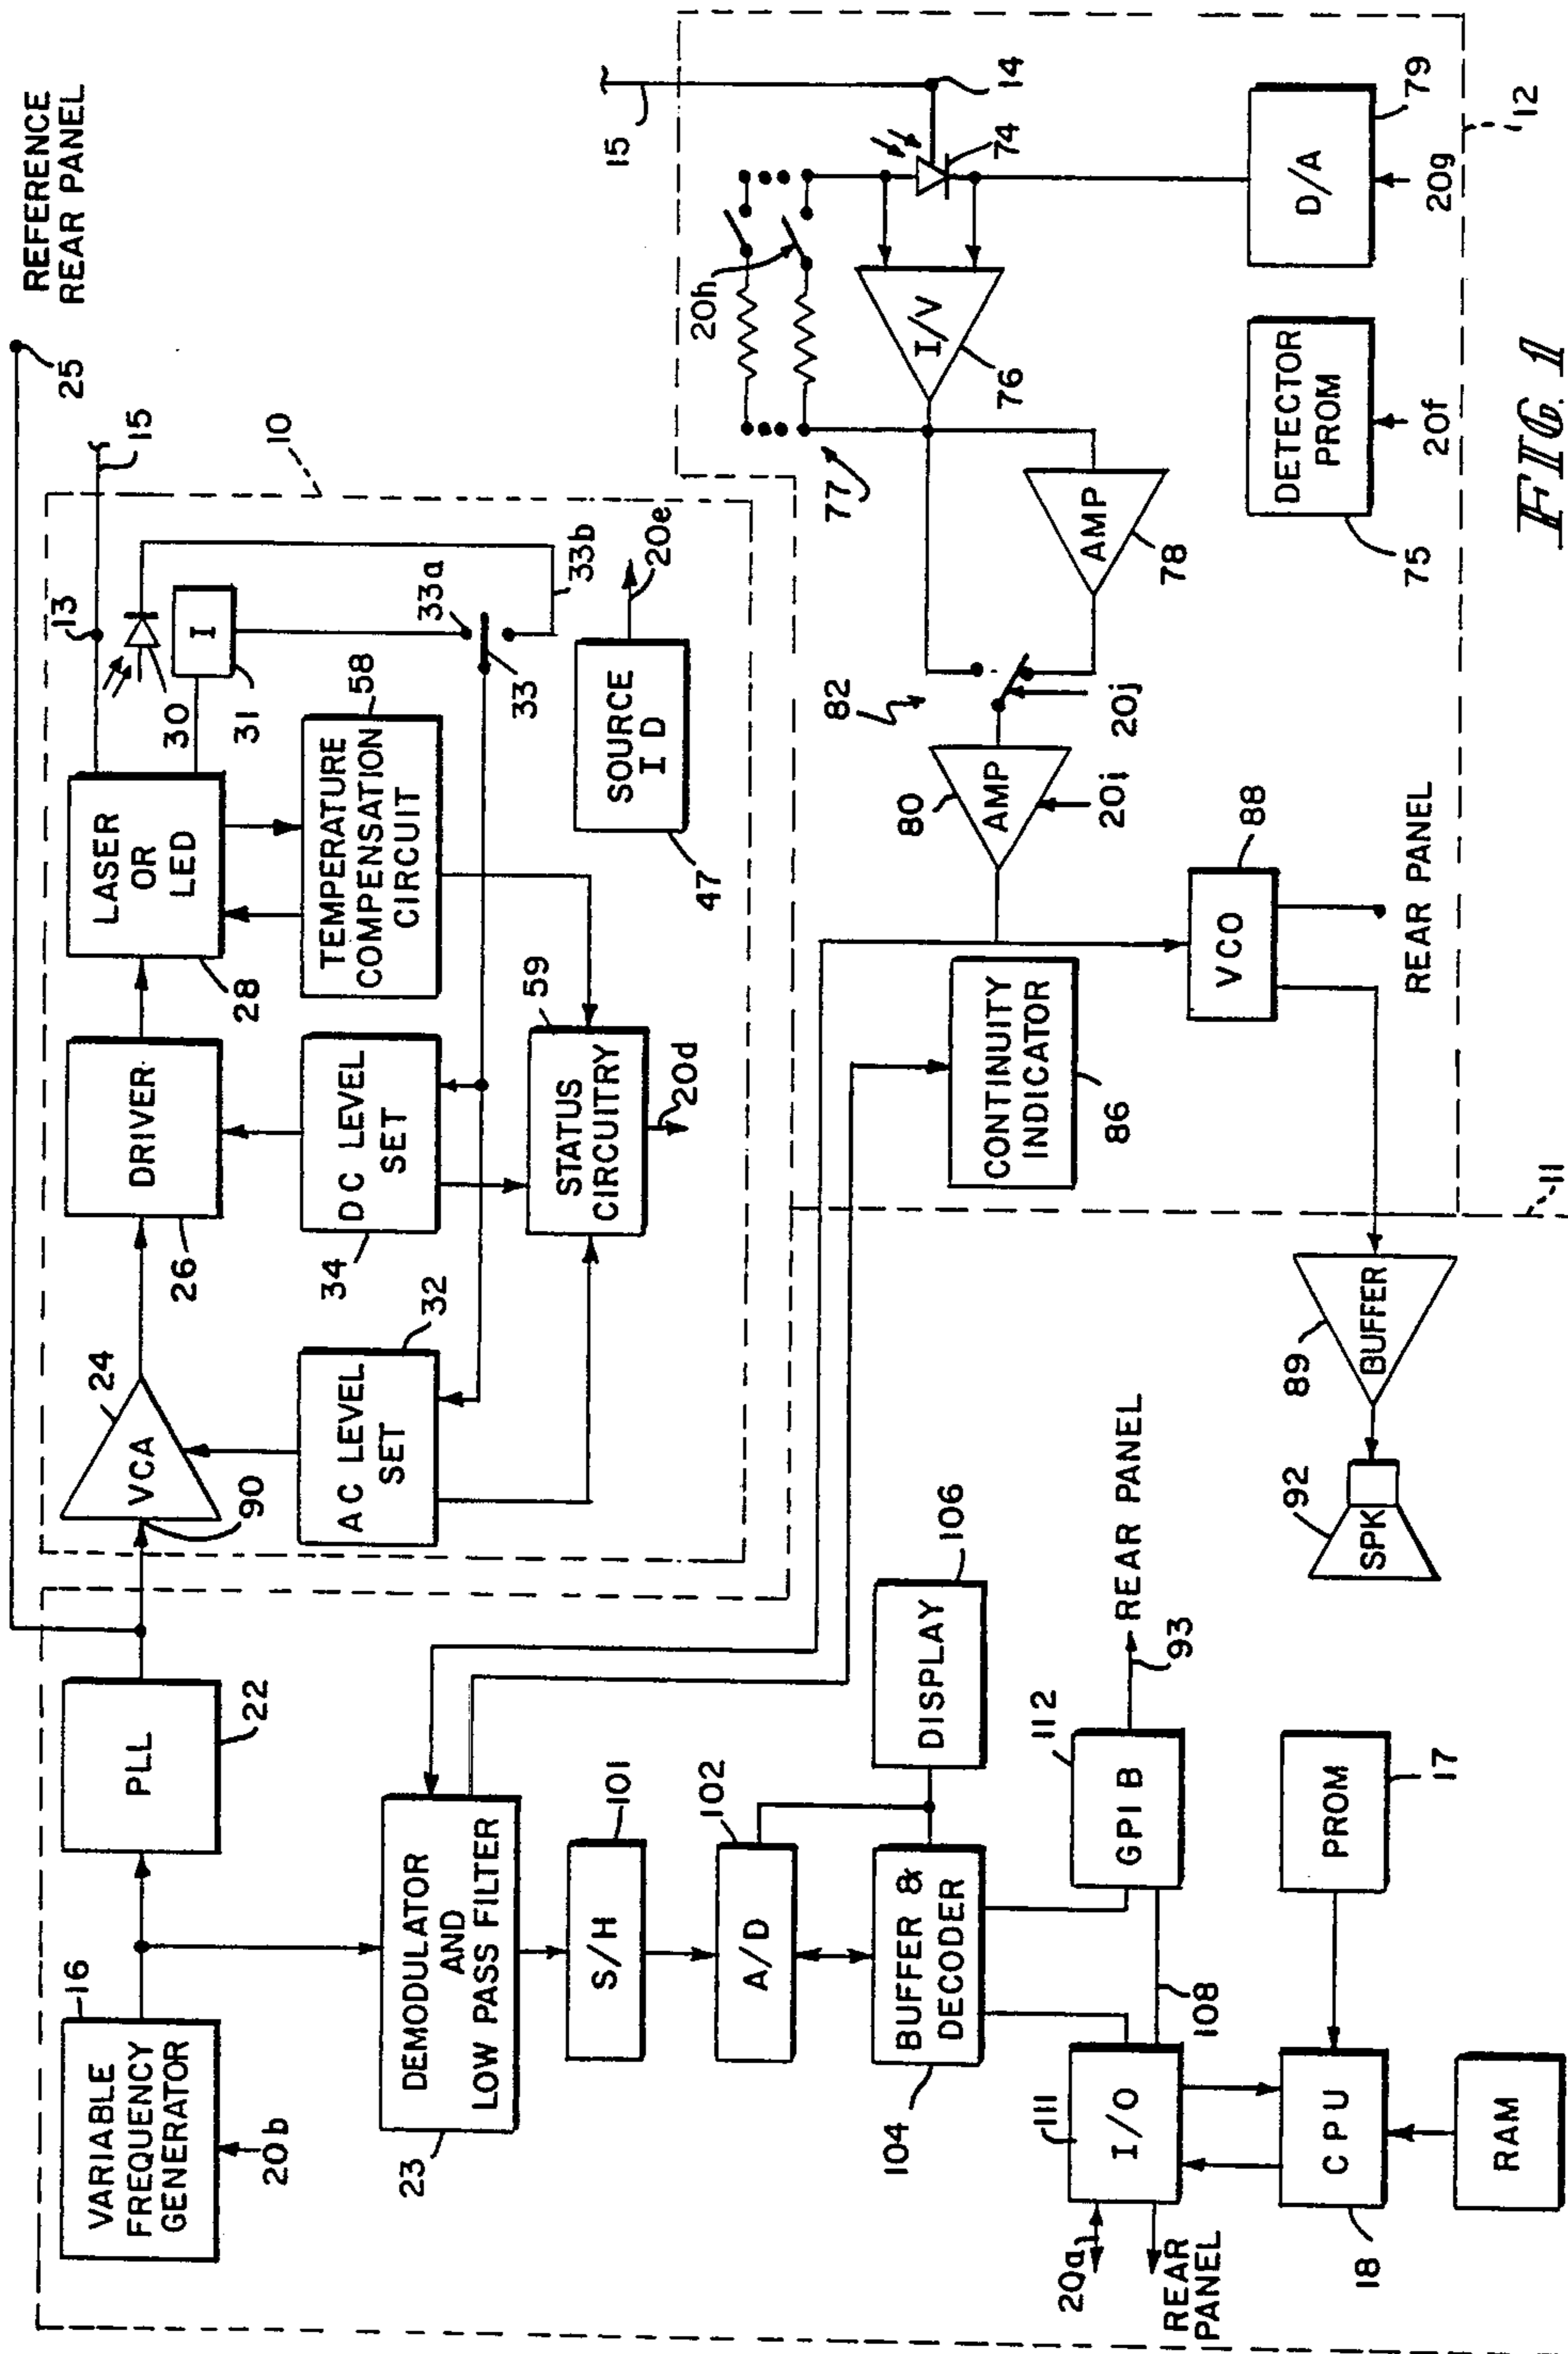 REFERENCE
REAR PANEL
25
15
10
13
30
I
31
33a
33b
33
LASER
OR
LED
28
TEMPERATURE
COMPENSATION
CIRCUIT
58
SOURCE
I D
47
20e
DRIVER
26
DC LEVEL
SET
34
STATUS
CIRCUITRY
59
20d
VCA
24
90
AC LEVEL
SET
32
PLL
22
VARIABLE
FREQUENCY
GENERATOR
16
20b
DEMODULATOR
AND
LOW PASS FILTER
23
S/H
101
A/D
102
BUFFER &
DECODER
104
DISPLAY
106
I/O
111
108
20a
REAR
PANEL
GPIB
112
93
REAR PANEL
CPU
18
PROM
17
RAM
15
14
74
20h
77
I/V
76
AMP
78
82
20j
AMP
80
20i
D/A
79
20g
12
DETECTOR
PROM
75
20f
CONTINUITY
INDICATOR
86
VCO
88
REAR PANEL
11
BUFFER
89
SPK
92
FIG. 1